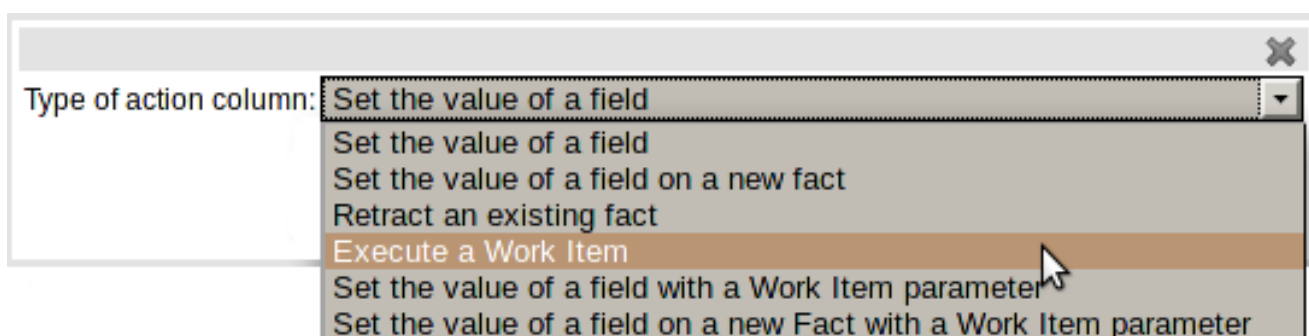 Type of action column: Set the value of a field
Set the value of a field
Set the value of a field on a new fact
Retract an existing fact
Execute a Work Item
Set the value of a field with a Work Item parameter
Set the value of a field on a new Fact with a Work Item parameter